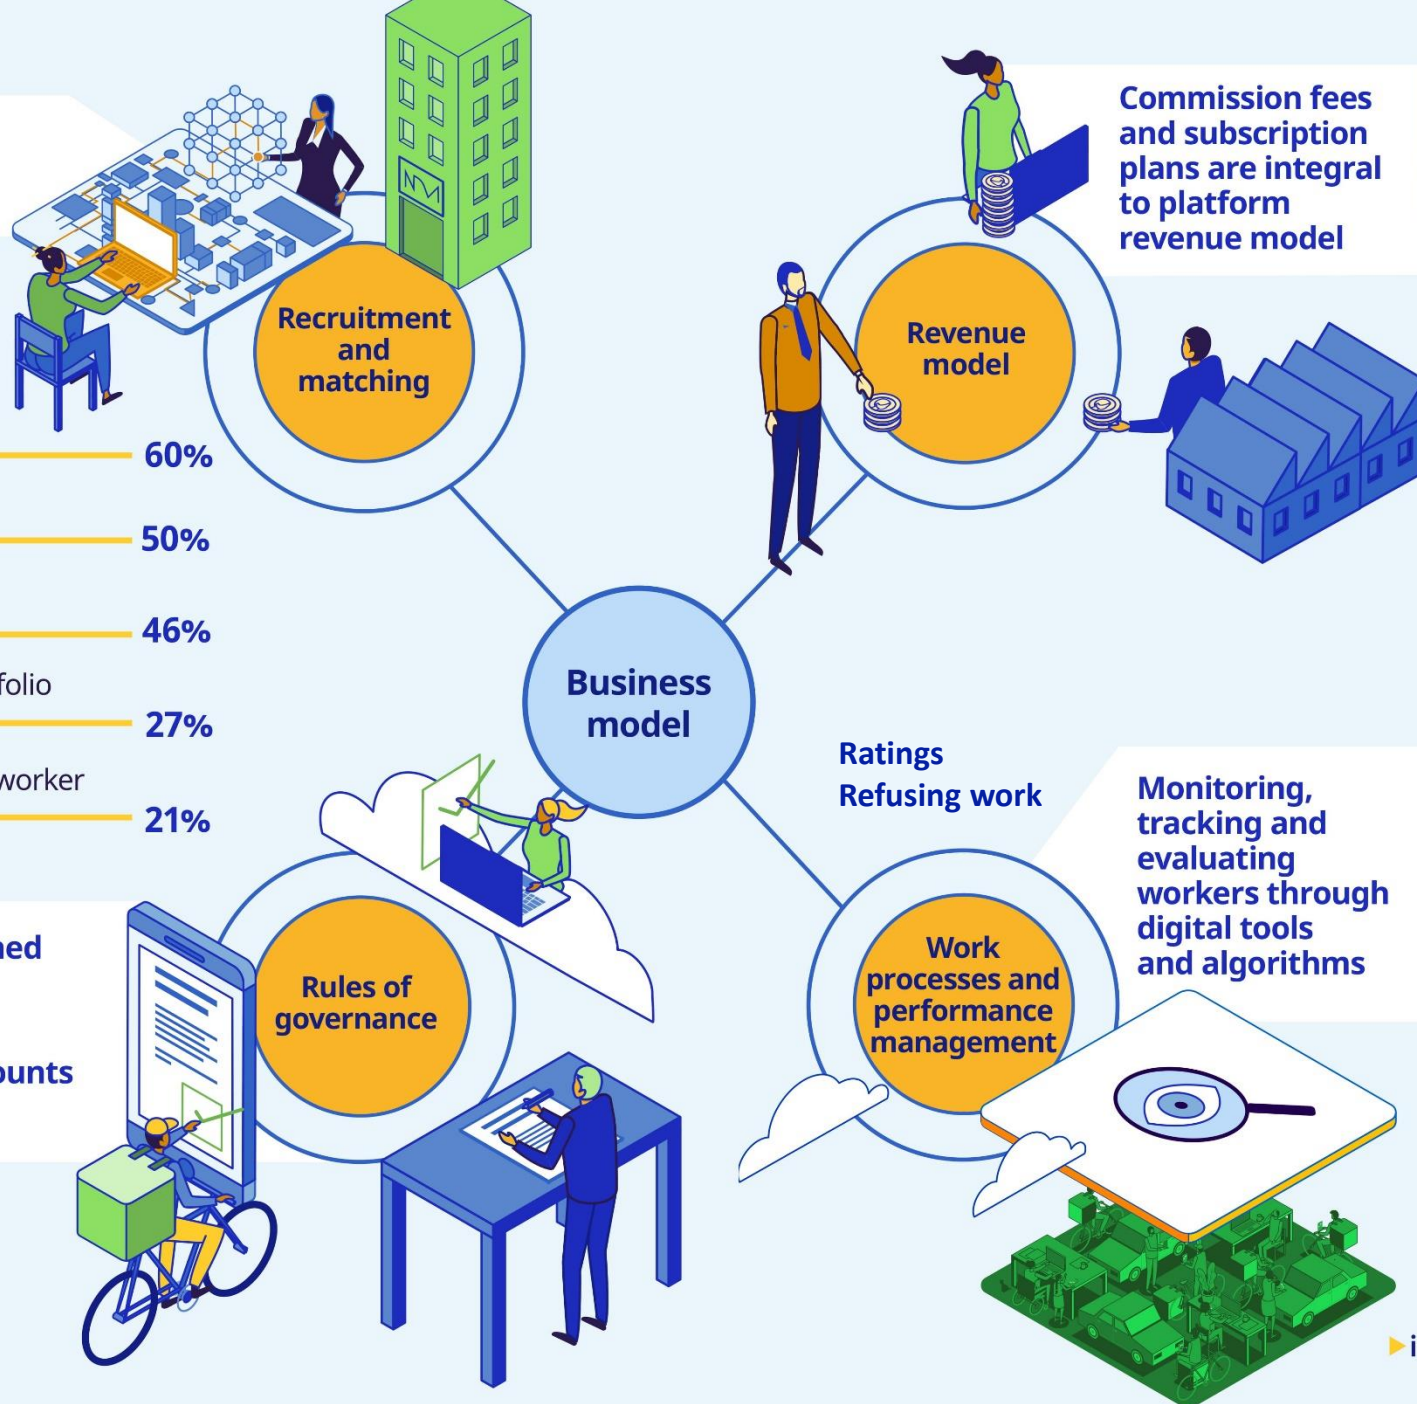 Commission fees
and subscription
plans are integral
to platform
revenue model
Recruitment
and
matching
Revenue
model
60%
50%
46%
folio
27%
worker
21%
Business
model
Ratings
Refusing work
Monitoring,
tracking and
evaluating
workers through
digital tools
and algorithms
ned
ounts
Rules of
governance
Work
processes and
performance
management